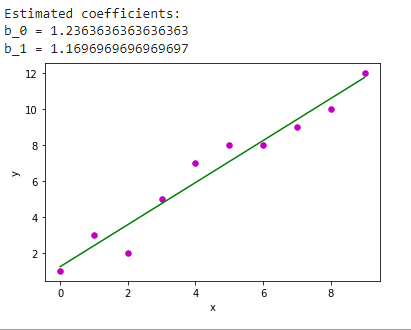 Estimated coefficients:
b_0 = 1.2363636363636363
b_1 = 1.1696969696969697
12
10
8
6
4
2
y
0 2 4 6 8
x